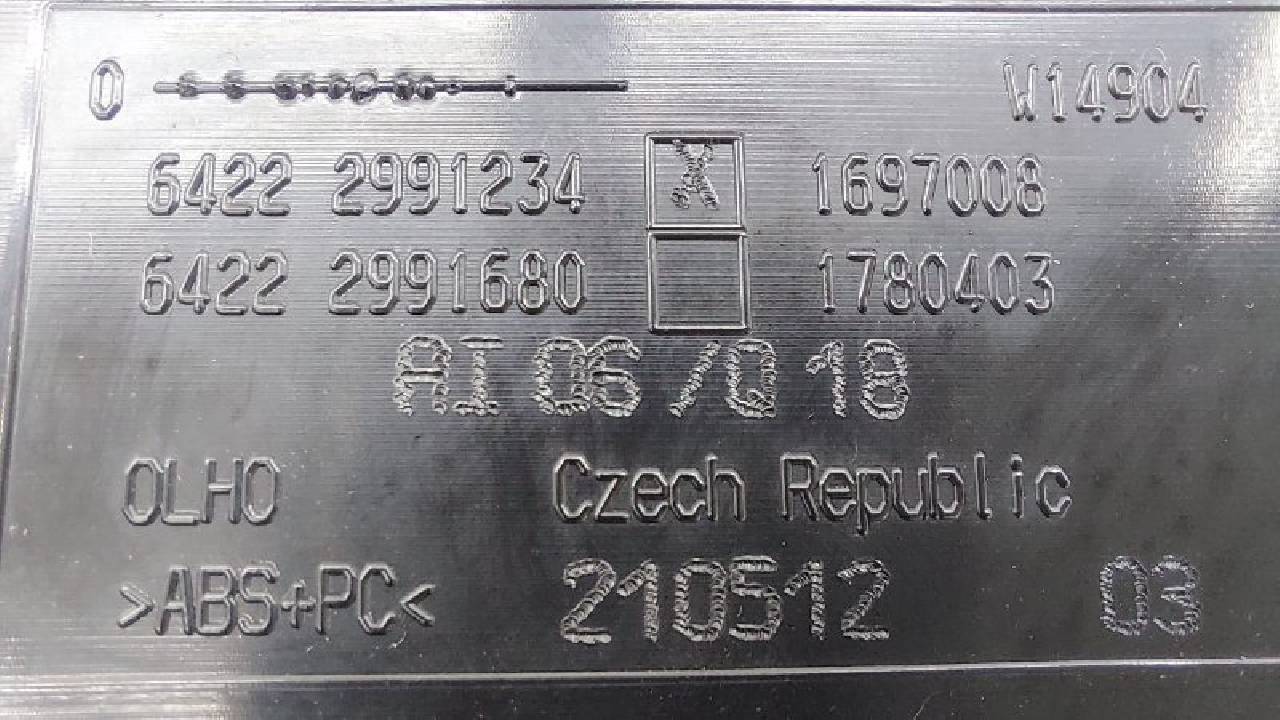 0 W14904
6422 2991234 X 1697008
6422 2991680 1780403
AI 06 /Q 18
OLHO Czech Republic
>ABS+PC< 210512 03